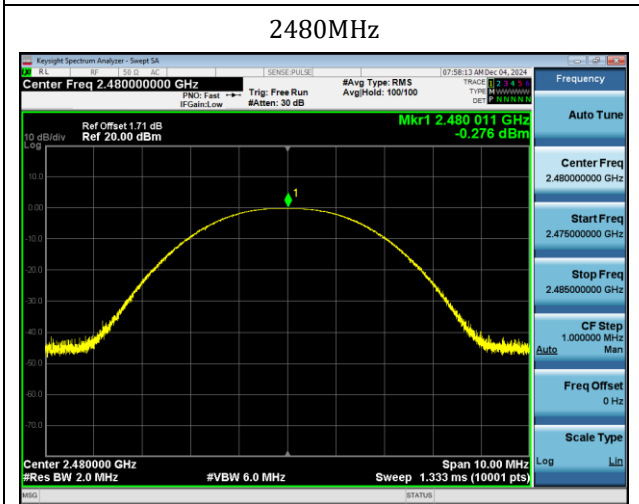 2480MHz
Keysight Spectrum Analyzer - Swept SA
RL RF 50 Ω AC SENSE:PULSE 07:58:13 AM Dec 04, 2024
Center Freq 2.480000000 GHz
PNO: Fast
IFGain:Low
Trig: Free Run
#Atten: 30 dB
#Avg Type: RMS
Avg|Hold: 100/100
TRACE 1 2 3 4 5 6
TYPE M W W W W W
DET P N N N N N
Ref Offset 1.71 dB
Ref 20.00 dBm
10 dB/div
Log
Mkr1 2.480 011 GHz
-0.276 dBm
1
10.0
0.00
-10.0
-20.0
-30.0
-40.0
-50.0
-60.0
-70.0
Center 2.480000 GHz
#Res BW 2.0 MHz
#VBW 6.0 MHz
Span 10.00 MHz
Sweep 1.333 ms (10001 pts)
MSG
STATUS
Frequency
Auto Tune
Center Freq
2.480000000 GHz
Start Freq
2.475000000 GHz
Stop Freq
2.485000000 GHz
CF Step
1.000000 MHz
Auto Man
Freq Offset
0 Hz
Scale Type
Log Lin